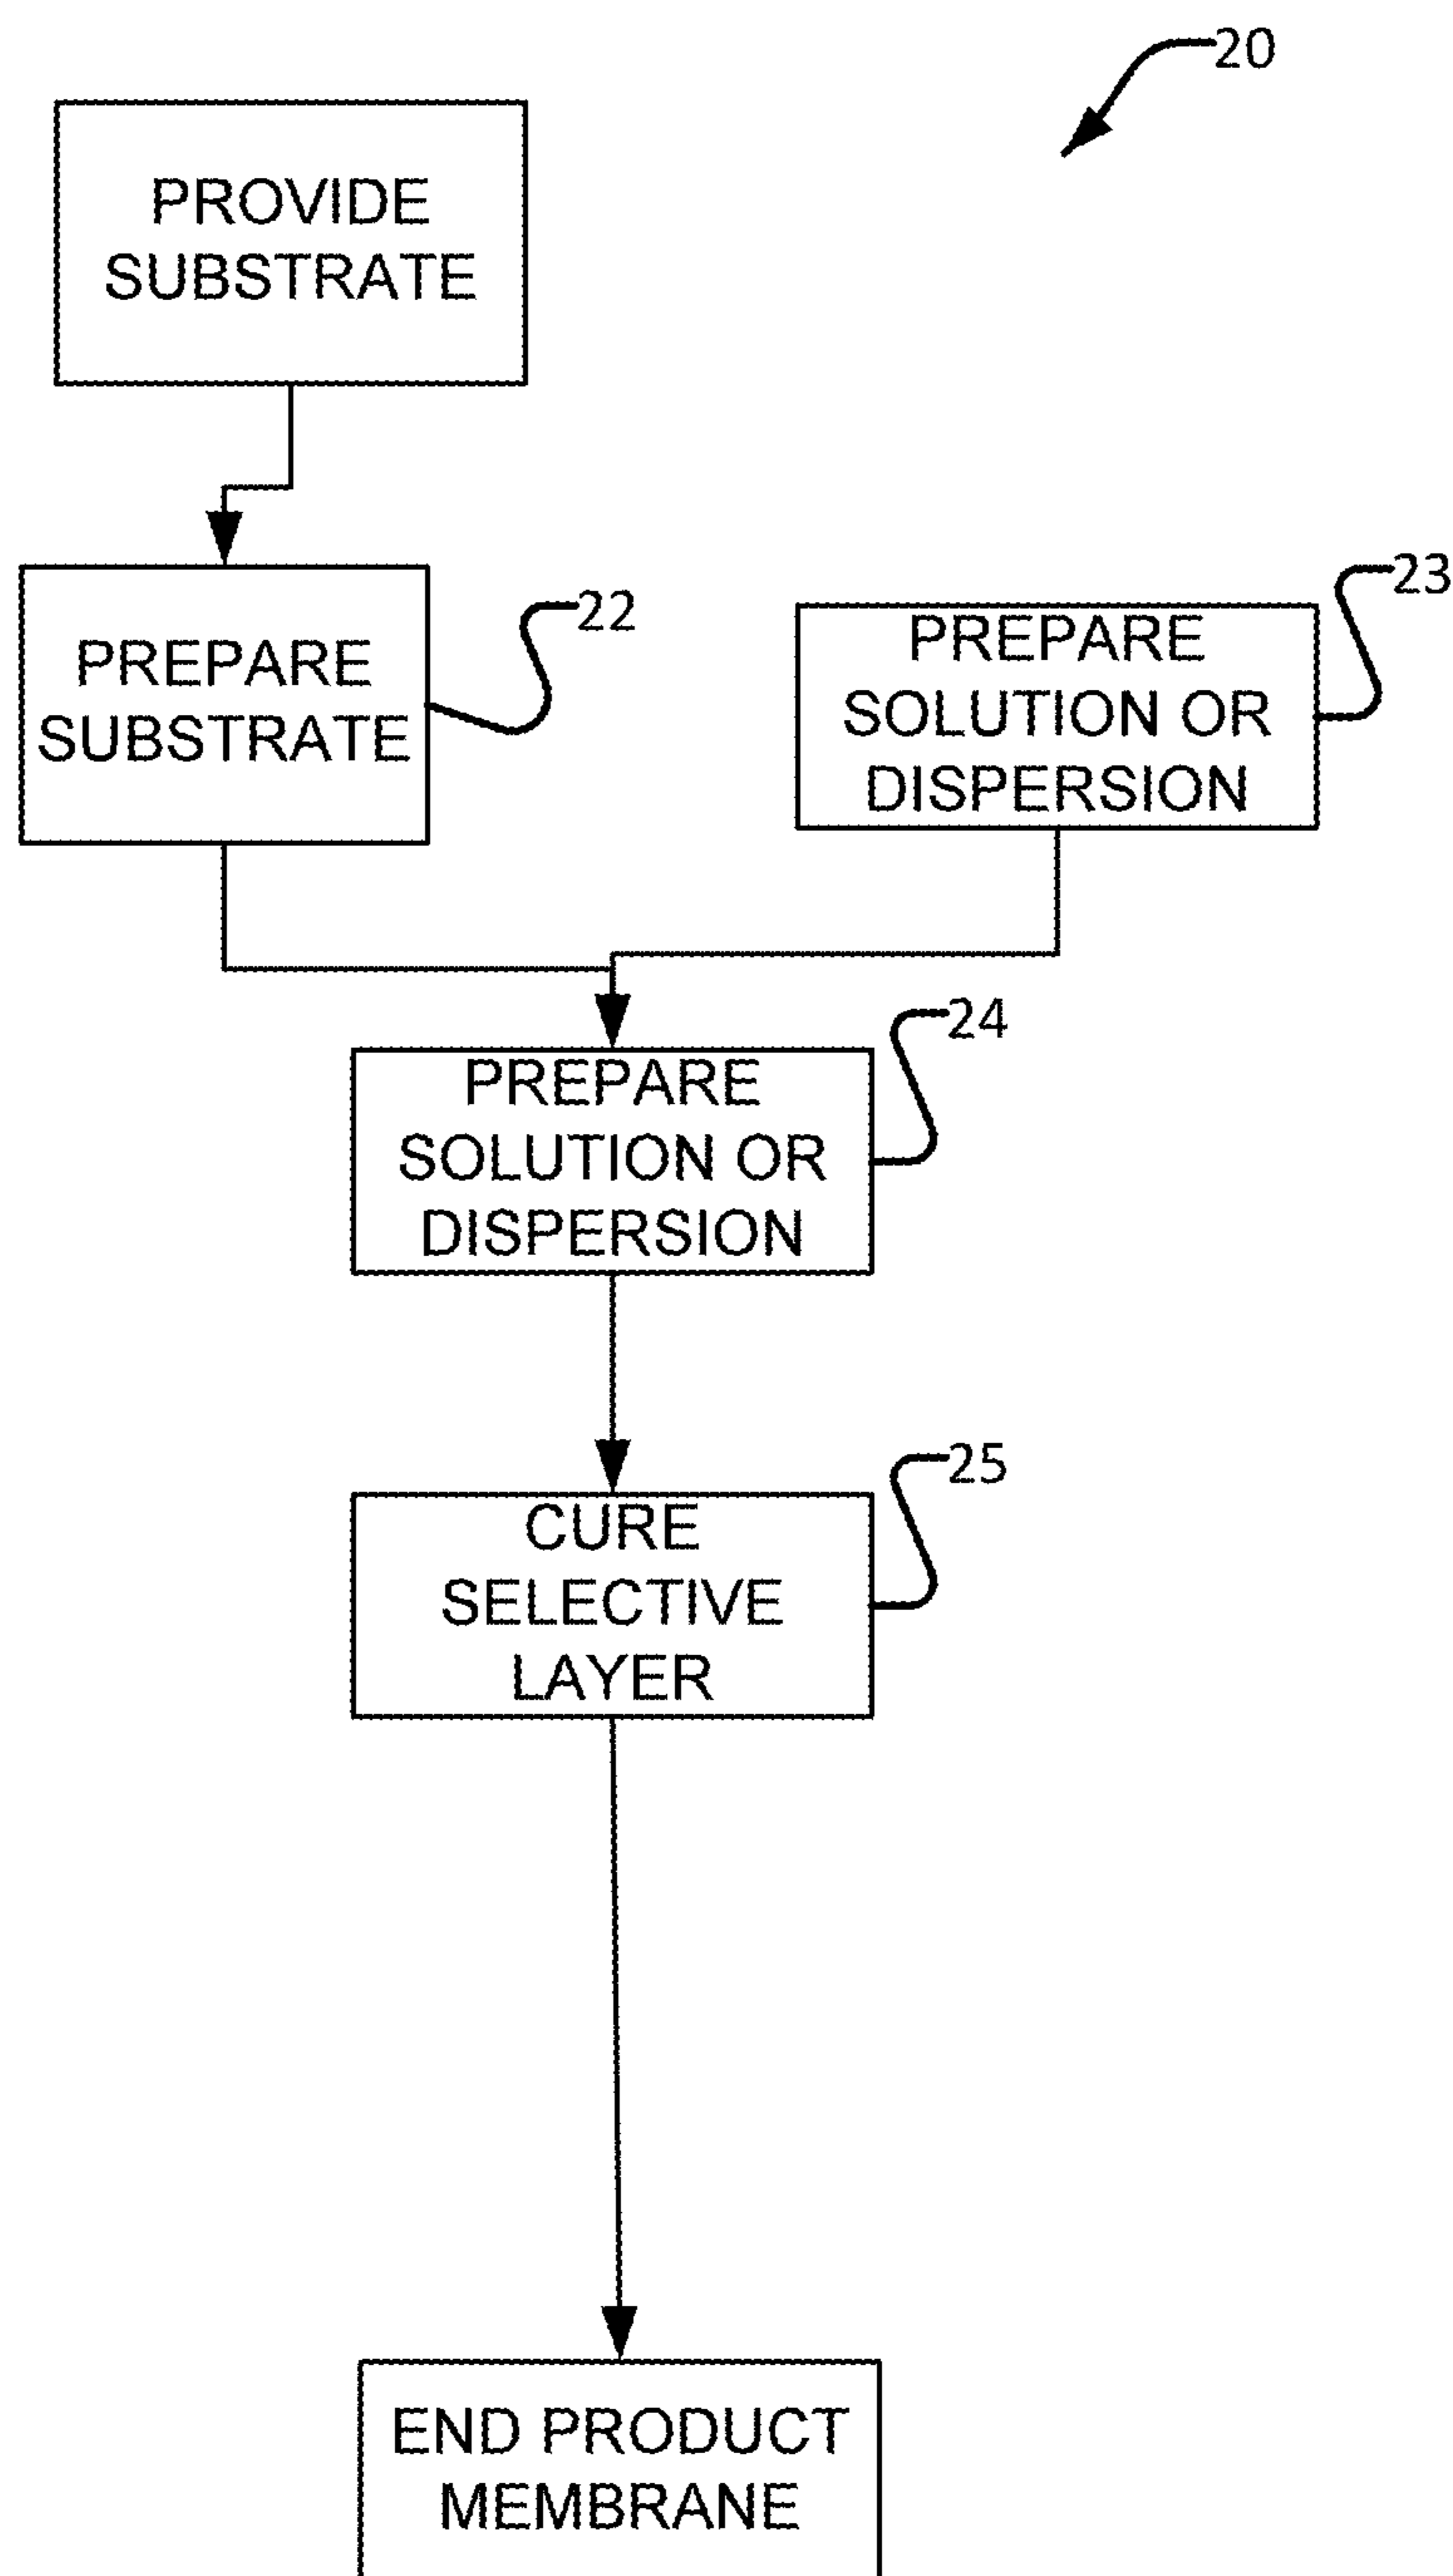 20
PROVIDE
SUBSTRATE
PREPARE
SUBSTRATE
22
PREPARE
SOLUTION OR
DISPERSION
23
PREPARE
SOLUTION OR
DISPERSION
24
CURE
SELECTIVE
LAYER
25
END PRODUCT
MEMBRANE